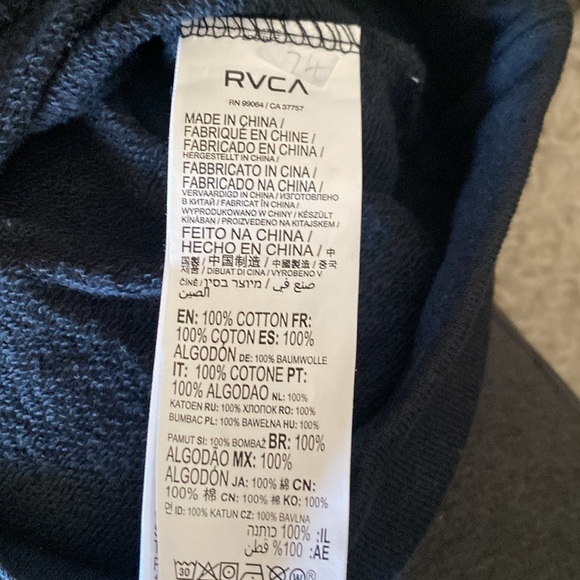 74
RVCA
RN 99064 / CA 37757
MADE IN CHINA /
FABRIQUÉ EN CHINE /
FABRICADO EN CHINA /
HERGESTELLT IN CHINA /
FABBRICATO IN CINA /
FABRICADO NA CHINA /
VERVAARDIGD IN CHINA / ИЗГОТОВЛЕНО
В КИТАЙ / FABRICAT ÎN CHINA /
WYPRODUKOWANO W CHINY / KÉSZÜLT
KÍNÁBAN / PROIZVEDENO NA KITAJSKEM /
FEITO NA CHINA /
HECHO EN CHINA / 中
国製 / 中国制造 / 中國製造 / 중국
/ DIBUAT DI CINA / VYROBENO V
ČÍNĚ / מיוצר בסין / صنع في
الصين
EN: 100% COTTON FR:
100% COTON ES: 100%
ALGODÓN DE: 100% BAUMWOLLE
IT: 100% COTONE PT:
100% ALGODAO NL: 100%
KATOEN RU: 100% ХЛОПОК RO: 100%
BUMBAC PL: 100% BAWEŁNA HU: 100%
PAMUT SI: 100% BOMBAŽ BR: 100%
ALGODÃO MX: 100%
ALGODÓN JA: 100% 綿 CN:
100% 棉 CN: 100% 棉 KO: 100%
면 ID: 100% KATUN CZ: 100% BAVLNA
IL: 100% כותנה
AE: 100% قطن
30
W